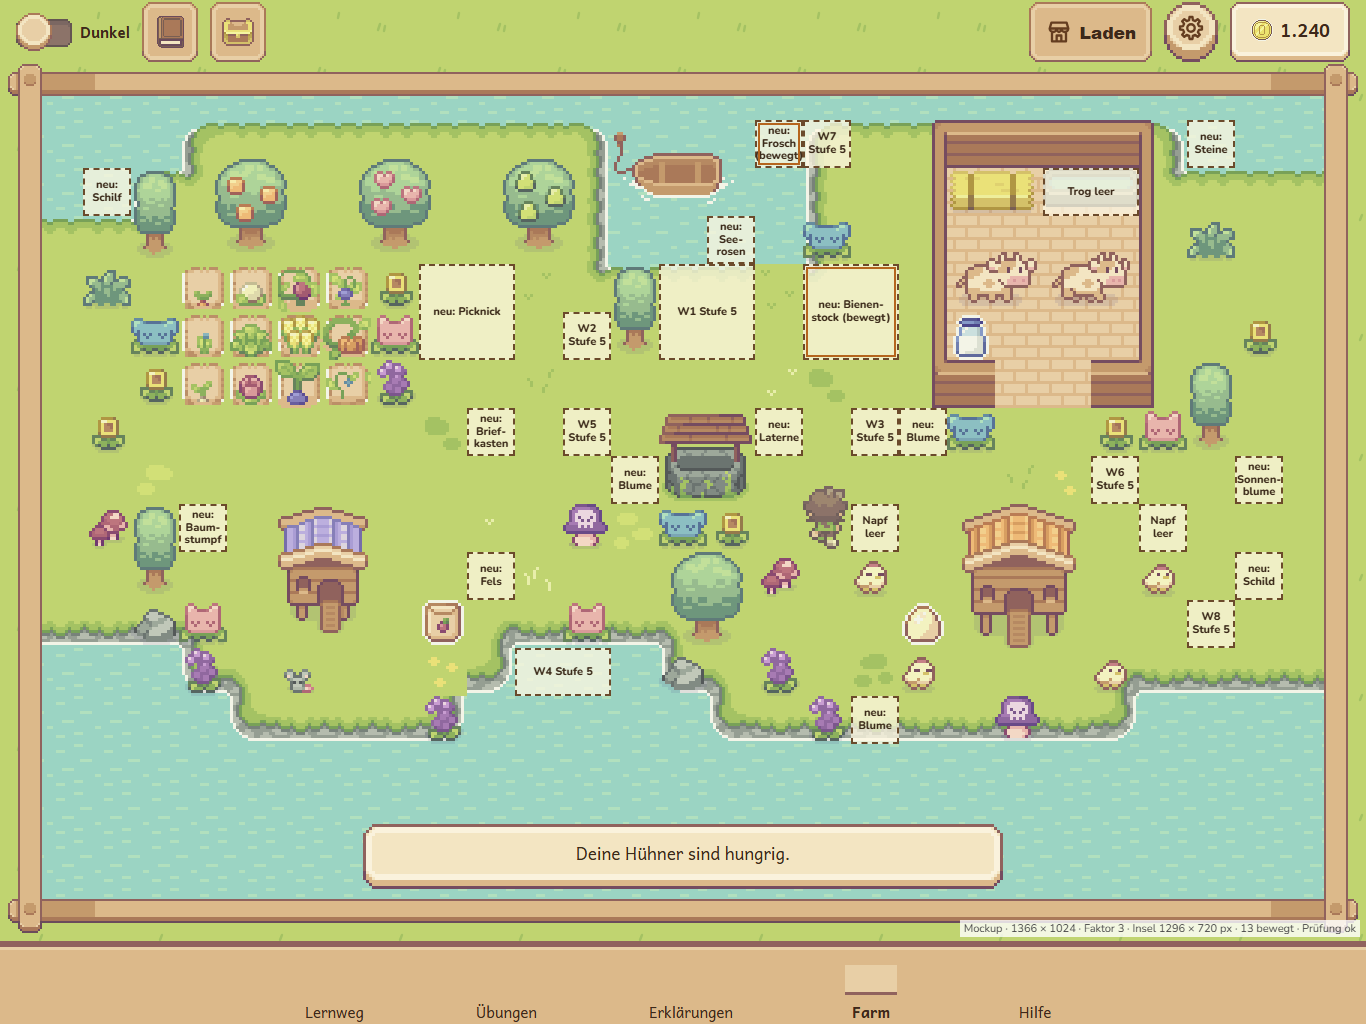 Dunkel
Laden
1.240
neu:
Schilf
neu:
Frosch
(bewegt)
W7
Stufe 5
neu:
Steine
Trog leer
neu:
See-
rosen
neu: Picknick
W2
Stufe 5
W1 Stufe 5
neu: Bienen-
stock (bewegt)
neu:
Brief-
kasten
W5
Stufe 5
neu:
Laterne
W3
Stufe 5
neu:
Blume
neu:
Blume
W6
Stufe 5
neu:
Sonnen-
blume
neu:
Baum-
stumpf
Napf
leer
Napf
leer
neu:
Fels
neu:
Schild
W8
Stufe 5
W4 Stufe 5
neu:
Blume
Deine Hühner sind hungrig.
Mockup · 1366 × 1024 · Faktor 3 · Insel 1296 × 720 px · 13 bewegt · Prüfung ok
Lernweg
Übungen
Erklärungen
Farm
Hilfe